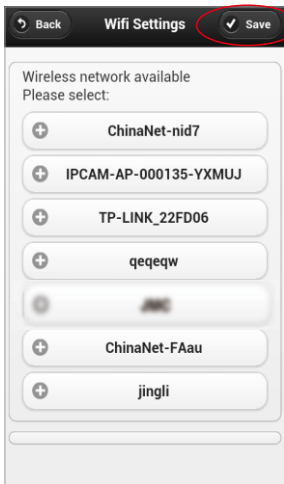 Back
Wifi Settings
Save
Wireless network available
Please select:
ChinaNet-nid7
IPCAM-AP-000135-YXMUJ
TP-LINK_22FD06
qeqeqw
ChinaNet-FAau
jingli